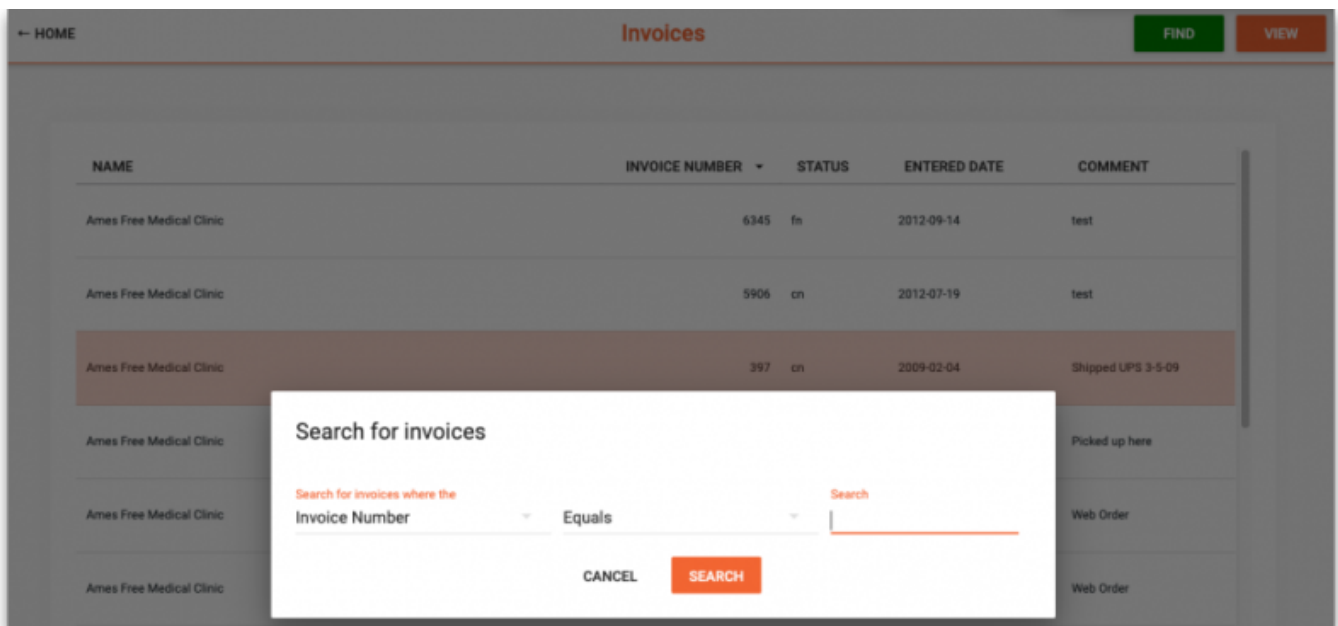 ← HOME Invoices FIND VIEW
NAME INVOICE NUMBER STATUS ENTERED DATE COMMENT
Ames Free Medical Clinic 6345 fn 2012-09-14 test
Ames Free Medical Clinic 5906 cn 2012-07-19 test
Ames Free Medical Clinic 397 cn 2009-02-04 Shipped UPS 3-5-09
Search for invoices
Ames Free Medical Clinic Picked up here
Search for invoices where the Search
Invoice Number Equals
Ames Free Medical Clinic Web Order
CANCEL SEARCH
Ames Free Medical Clinic Web Order